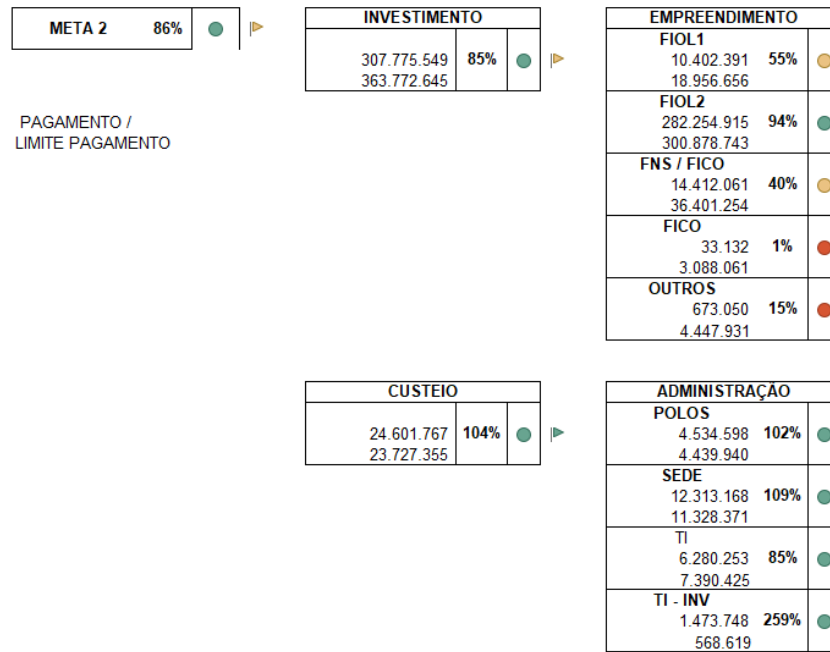 META 2 86%
PAGAMENTO /
LIMITE PAGAMENTO
INVESTIMENTO
307.775.549 85%
363.772.645
EMPREENDIMENTO
FIOL1
10.402.391 55%
18.956.656
FIOL2
282.254.915 94%
300.878.743
FNS / FICO
14.412.061 40%
36.401.254
FICO
33.132 1%
3.088.061
OUTROS
673.050 15%
4.447.931
CUSTEIO
24.601.767 104%
23.727.355
ADMINISTRAÇÃO
POLOS
4.534.598 102%
4.439.940
SEDE
12.313.168 109%
11.328.371
TI
6.280.253 85%
7.390.425
TI - INV
1.473.748 259%
568.619